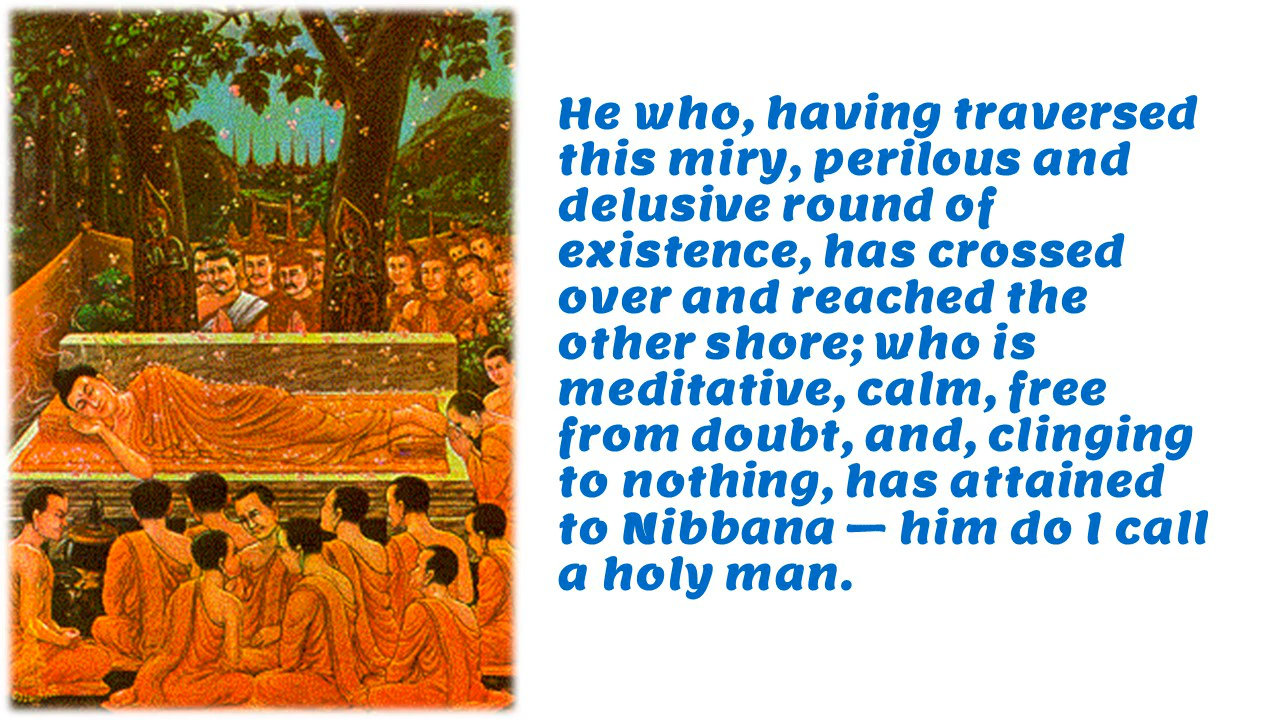 He who, having traversed
this miry, perilous and
delusive round of
existence, has crossed
over and reached the
other shore; who is
meditative, calm, free
from doubt, and, clinging
to nothing, has attained
to Nibbana — him do I call
a holy man.